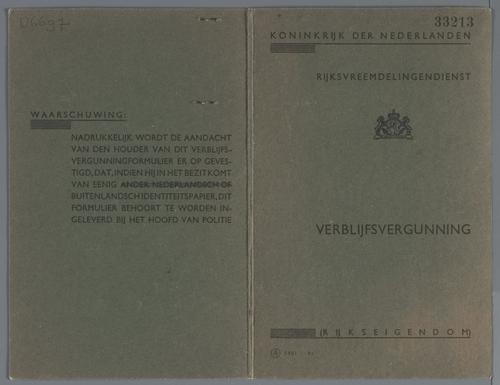 D6697
WAARSCHUWING:
NADRUKKELIJK WORDT DE AANDACHT
VAN DEN HOUDER VAN DIT VERBLIJFS-
VERGUNNINGFORMULIER ER OP GEVES-
TIGD, DAT, INDIEN HIJ IN HET BEZIT KOMT
VAN EENIG ANDER NEDERLANDSCH OF
BUITENLANDSCH IDENTITEITSPAPIER, DIT
FORMULIER BEHOORT TE WORDEN IN-
GELEVERD BIJ HET HOOFD VAN POLITIE
33213
KONINKRIJK DER NEDERLANDEN
RIJKSVREEMDELINGENDIENST
VERBLIJFSVERGUNNING
(RIJKSEIGENDOM)